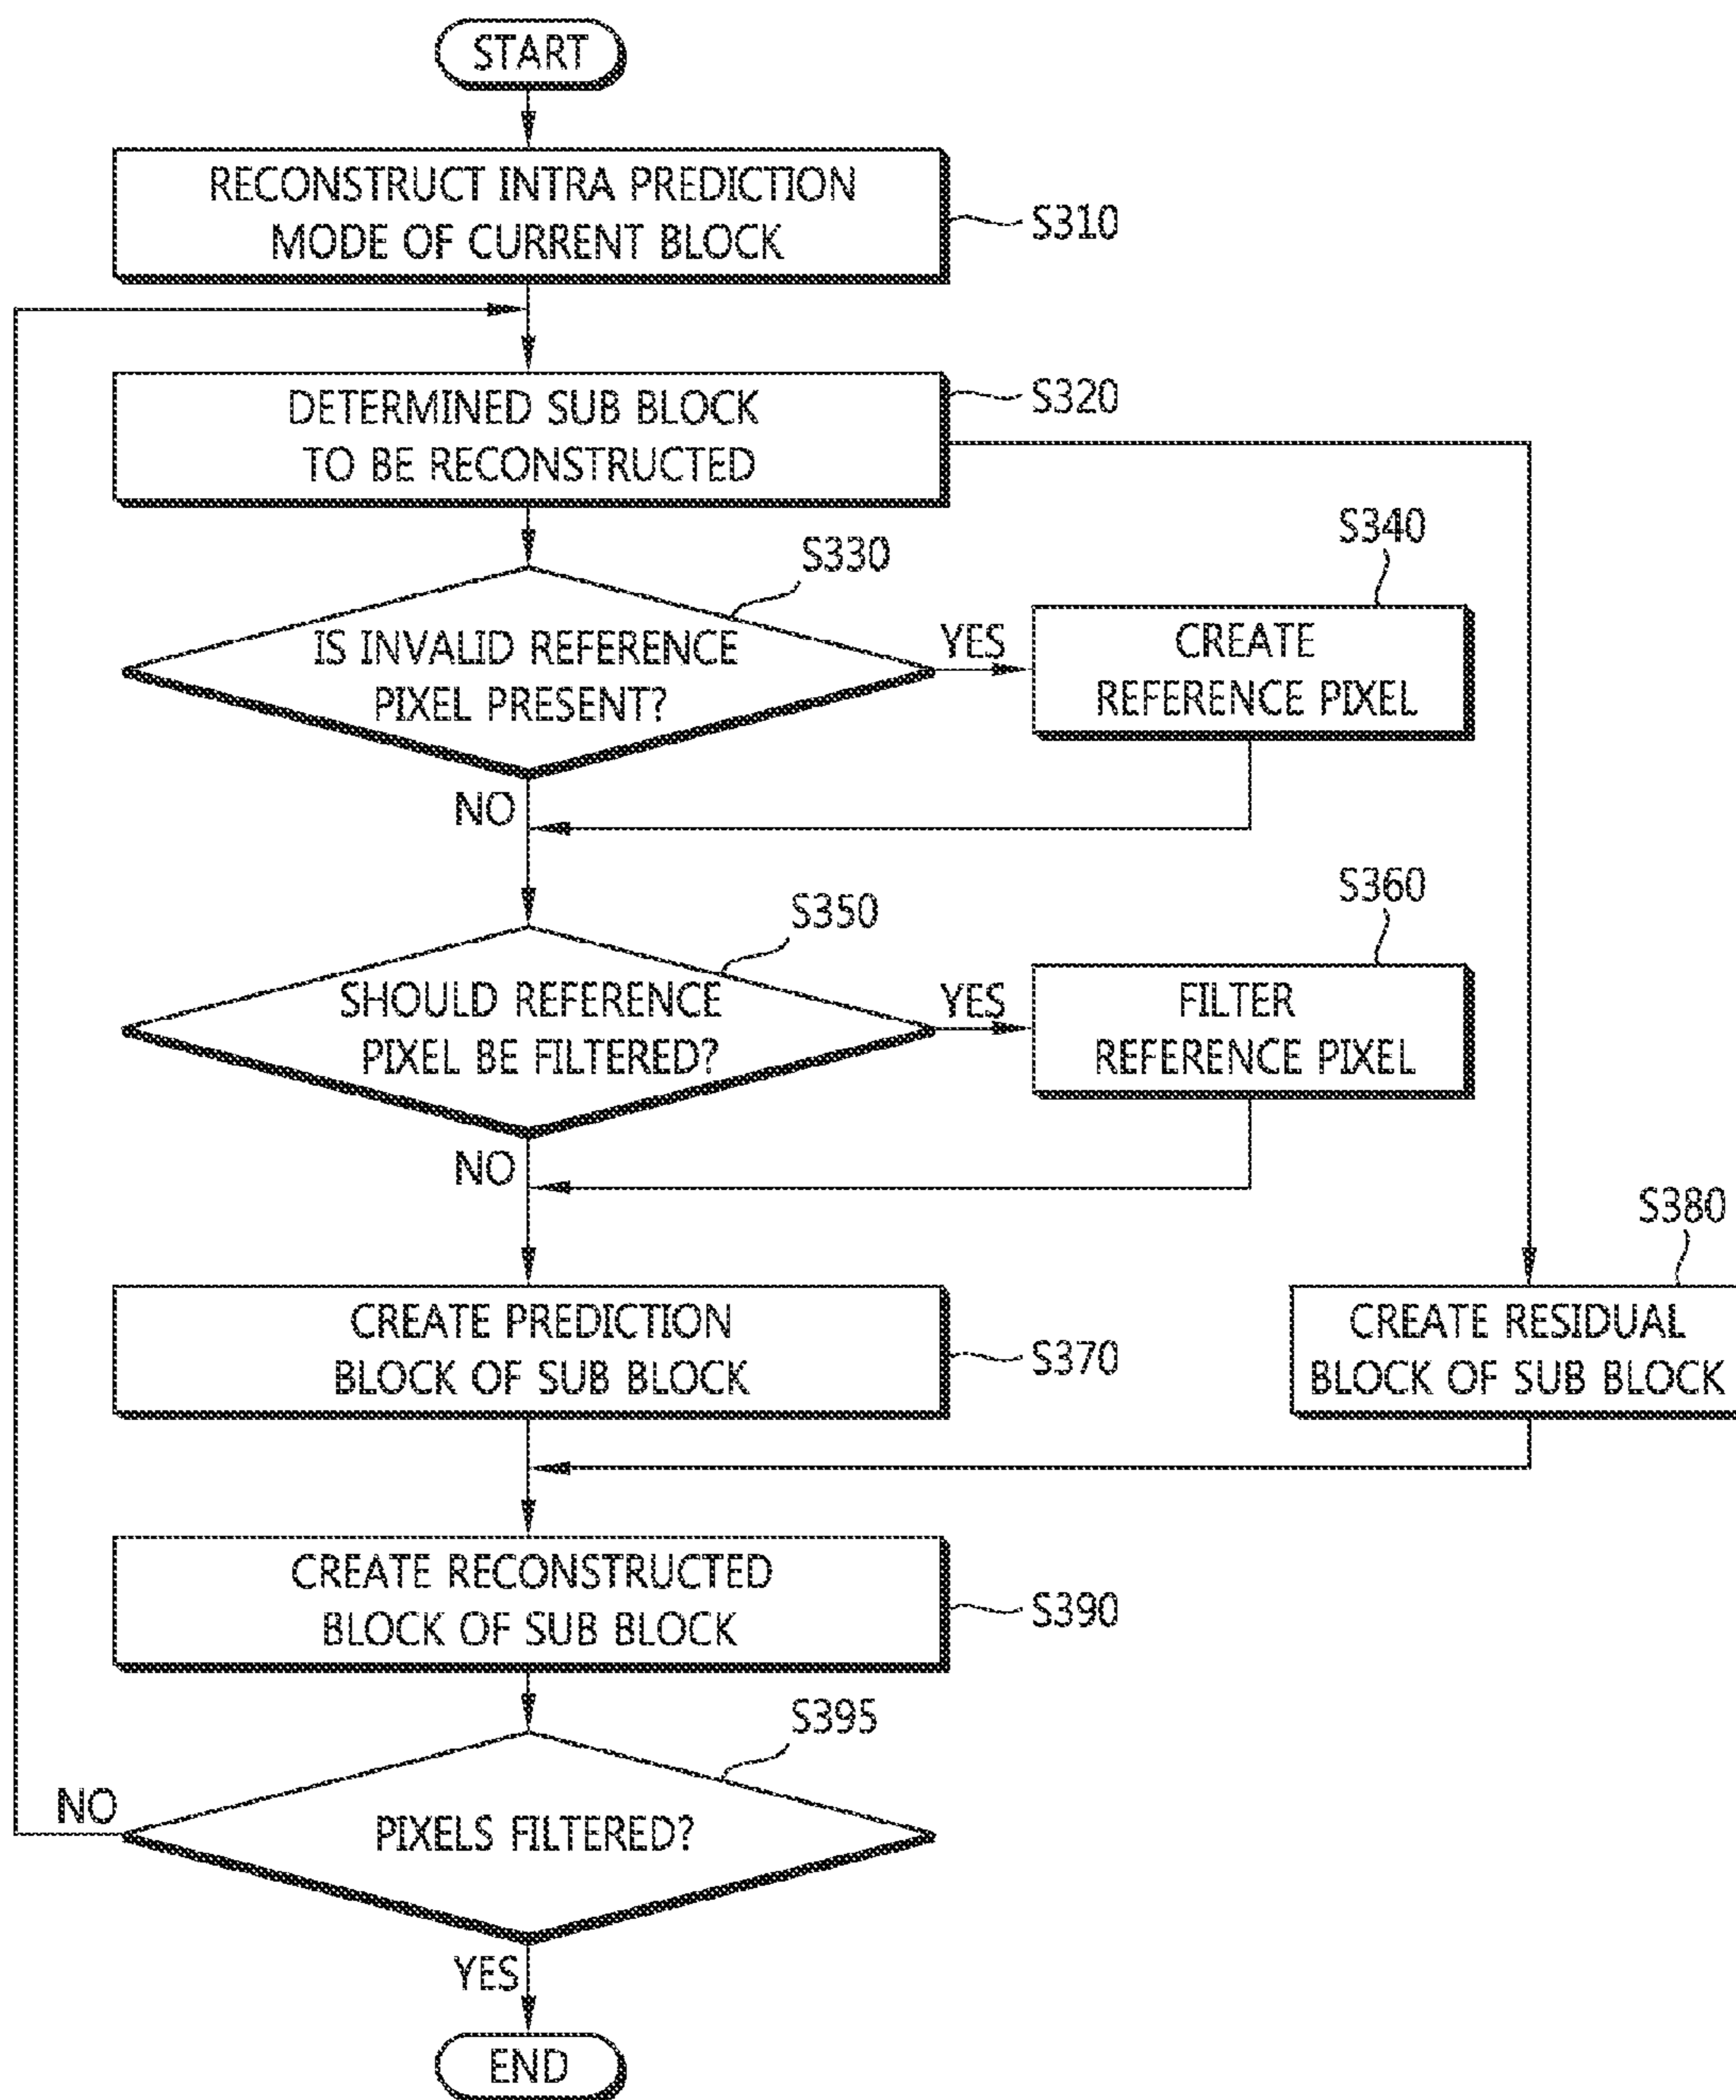 START
RECONSTRUCT INTRA PREDICTION
MODE OF CURRENT BLOCK
S310
DETERMINED SUB BLOCK
TO BE RECONSTRUCTED
S320
S330
IS INVALID REFERENCE
PIXEL PRESENT?
YES
NO
S340
CREATE
REFERENCE PIXEL
S350
SHOULD REFERENCE
PIXEL BE FILTERED?
YES
NO
S360
FILTER
REFERENCE PIXEL
CREATE PREDICTION
BLOCK OF SUB BLOCK
S370
S380
CREATE RESIDUAL
BLOCK OF SUB BLOCK
CREATE RECONSTRUCTED
BLOCK OF SUB BLOCK
S390
S395
PIXELS FILTERED?
NO
YES
END